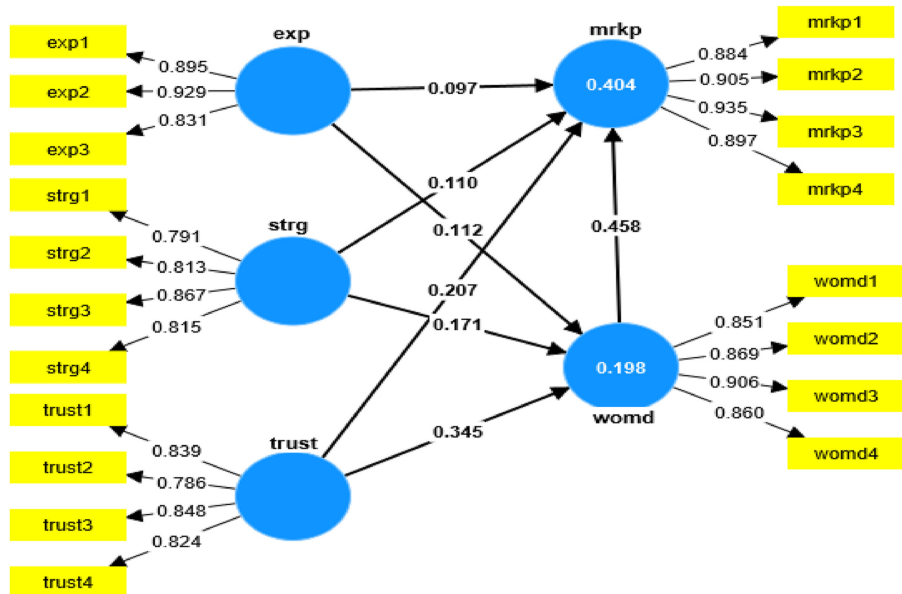 exp
mrkp
exp1
exp2
exp3
0.895
0.929
0.831
strg1
strg2
strg3
strg4
0.791
0.813
0.867
0.815
strg
trust1
trust2
trust3
trust4
0.839
0.786
0.848
0.824
trust
0.097
0.110
0.112
0.207
0.171
0.345
0.458
0.404
0.198
womd
0.884
0.905
0.935
0.897
mrkp1
mrkp2
mrkp3
mrkp4
0.851
0.869
0.906
0.860
womd1
womd2
womd3
womd4